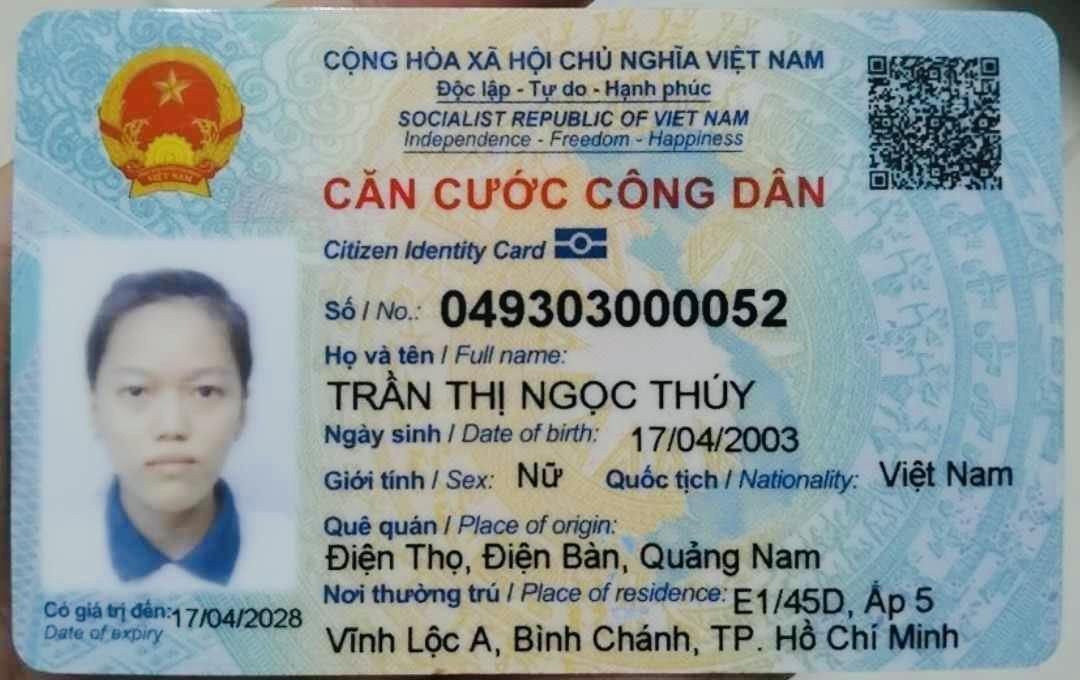 CỘNG HÒA XÃ HỘI CHỦ NGHĨA VIỆT NAM
Độc lập - Tự do - Hạnh phúc
SOCIALIST REPUBLIC OF VIET NAM
Independence - Freedom - Happiness
VIỆT NAM
CĂN CƯỚC CÔNG DÂN
Citizen Identity Card
Số / No.: 049303000052
Họ và tên / Full name:
TRẦN THỊ NGỌC THÚY
Ngày sinh / Date of birth: 17/04/2003
Giới tính / Sex: Nữ Quốc tịch / Nationality: Việt Nam
Quê quán / Place of origin:
Điện Thọ, Điện Bàn, Quảng Nam
Nơi thường trú / Place of residence: E1/45D, Ấp 5
Vĩnh Lộc A, Bình Chánh, TP. Hồ Chí Minh
Có giá trị đến: 17/04/2028
Date of expiry